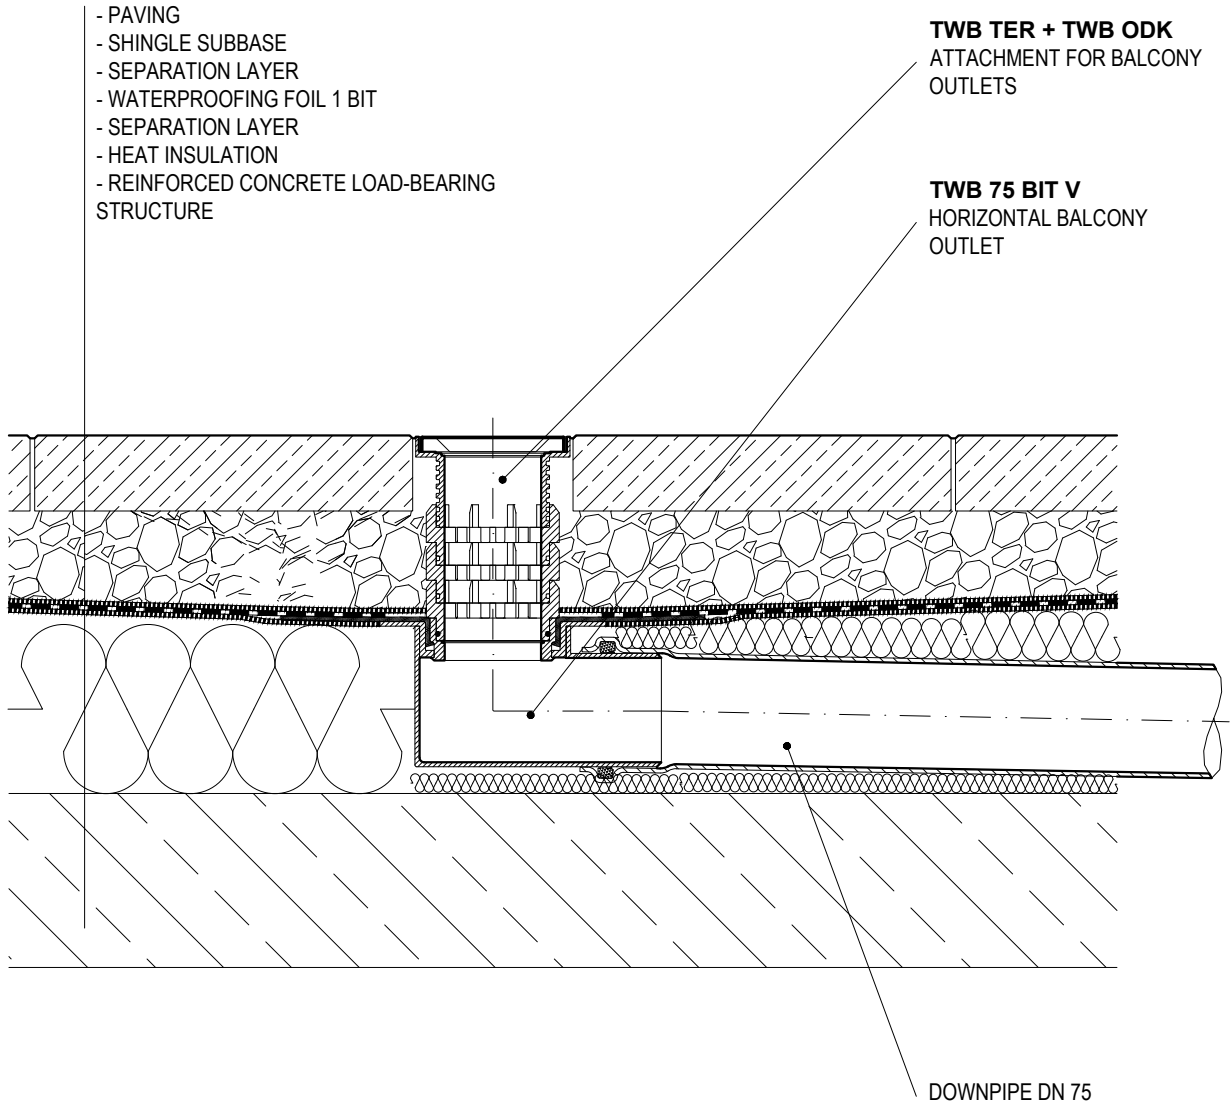 - PAVING
- SHINGLE SUBBASE
- SEPARATION LAYER
- WATERPROOFING FOIL 1 BIT
- SEPARATION LAYER
- HEAT INSULATION
- REINFORCED CONCRETE LOAD-BEARING
STRUCTURE
TWB TER + TWB ODK
ATTACHMENT FOR BALCONY
OUTLETS
TWB 75 BIT V
HORIZONTAL BALCONY
OUTLET
DOWNPIPE DN 75